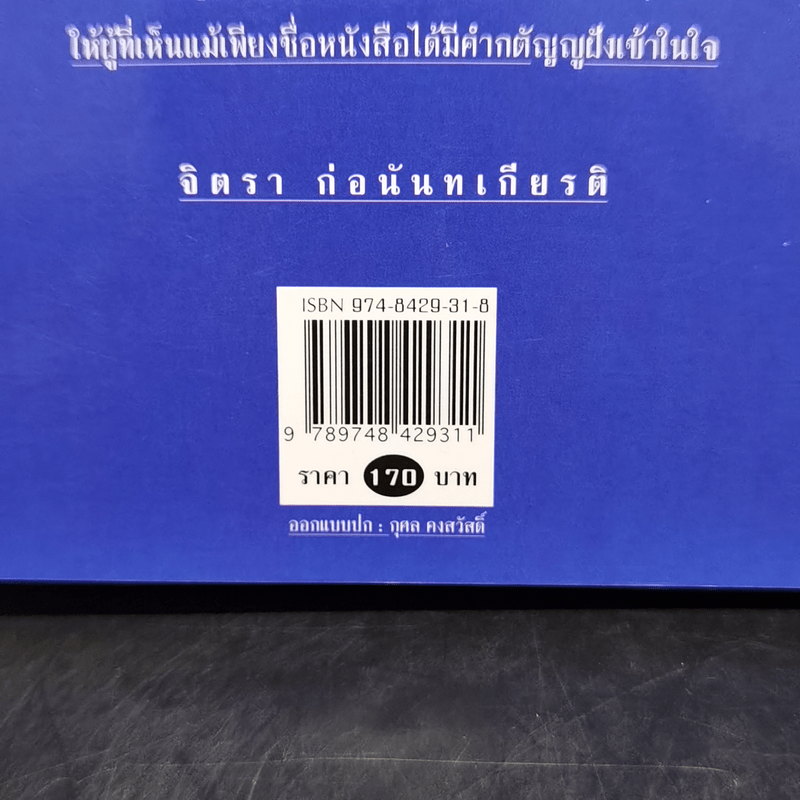 ให้ผู้ที่เห็นแม้เพียงชื่อหนังสือได้มีคำกตัญญูฝังเข้าในใจ
จิตรา ก่อนันทเกียรติ
ISBN 974-8429-31-8
9 789748 429311
ราคา 170 บาท
ออกแบบปก : กุศล คงสวัสดิ์